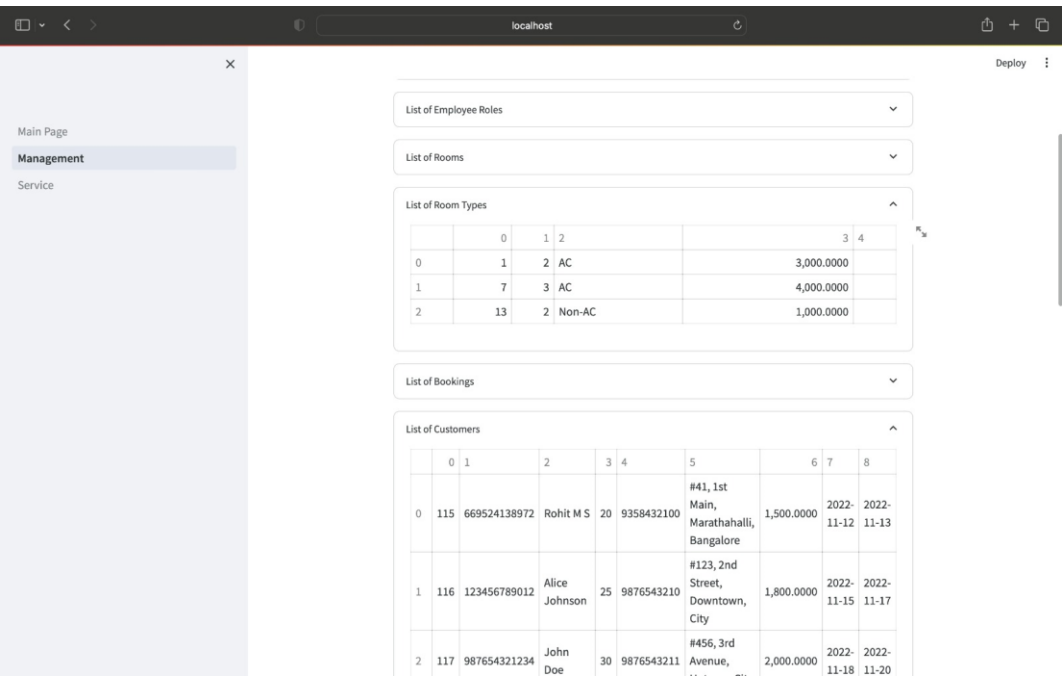 localhost
Deploy
Main Page
Management
Service
List of Employee Roles
List of Rooms
List of Room Types
0 1 2 3 4
0 1 2 AC 3,000.0000
1 7 3 AC 4,000.0000
2 13 2 Non-AC 1,000.0000
List of Bookings
List of Customers
0 1 2 3 4 5 6 7 8
0 115 669524138972 Rohit M S 20 9358432100 #41, 1st
Main,
Marathahalli,
Bangalore
1,500.0000 2022-
11-12 2022-
11-13
1 116 123456789012 Alice
Johnson 25 9876543210 #123, 2nd
Street,
Downtown,
City
1,800.0000 2022-
11-15 2022-
11-17
2 117 987654321234 John
Doe 30 9876543211 #456, 3rd
Avenue,
2,000.0000 2022-
11-18 2022-
11-20